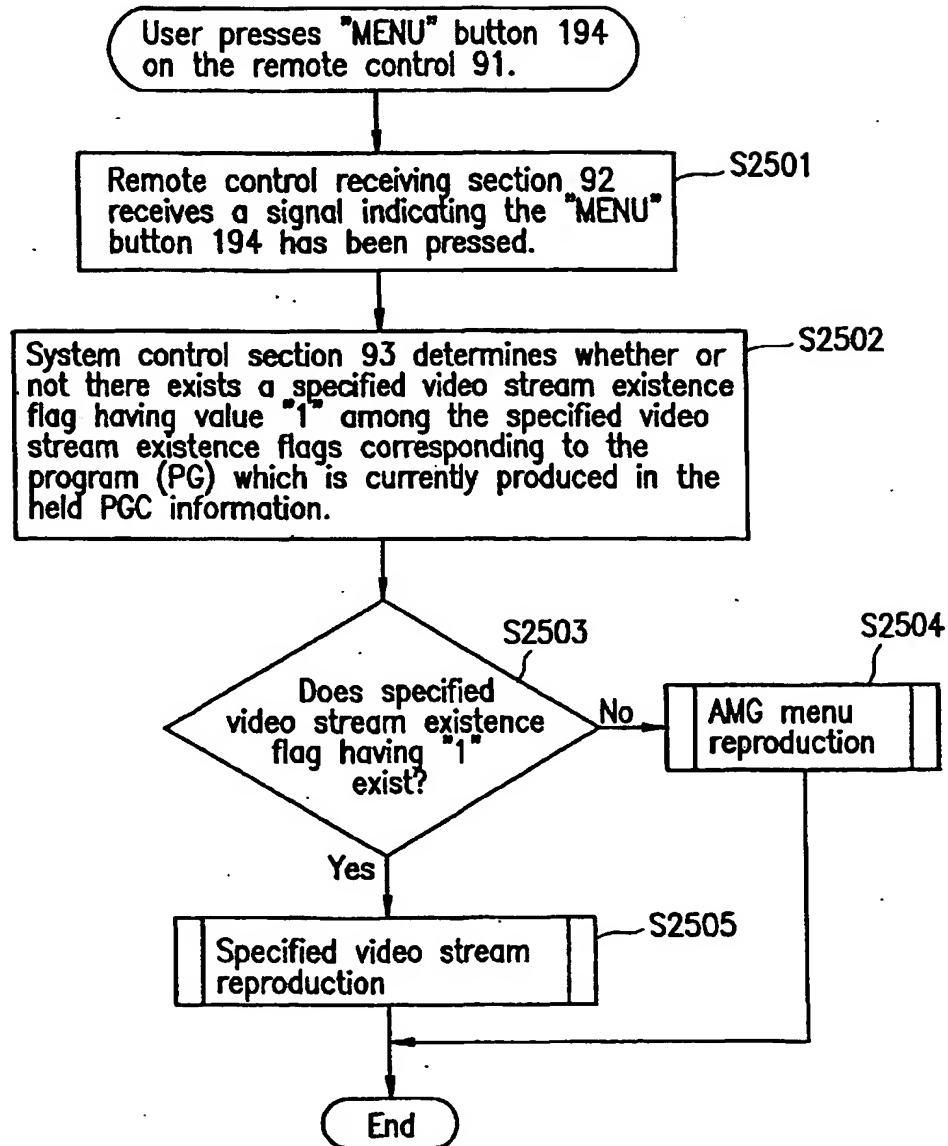 User presses "MENU" button 194
on the remote control 91.
S2501
Remote control receiving section 92
receives a signal indicating the "MENU"
button 194 has been pressed.
S2502
System control section 93 determines whether or
not there exists a specified video stream existence
flag having value "1" among the specified video
stream existence flags corresponding to the
program (PG) which is currently produced in the
held PGC information.
S2503
Does specified
video stream existence
flag having "1"
exist?
No
S2504
AMG menu
reproduction
Yes
S2505
Specified video stream
reproduction
End